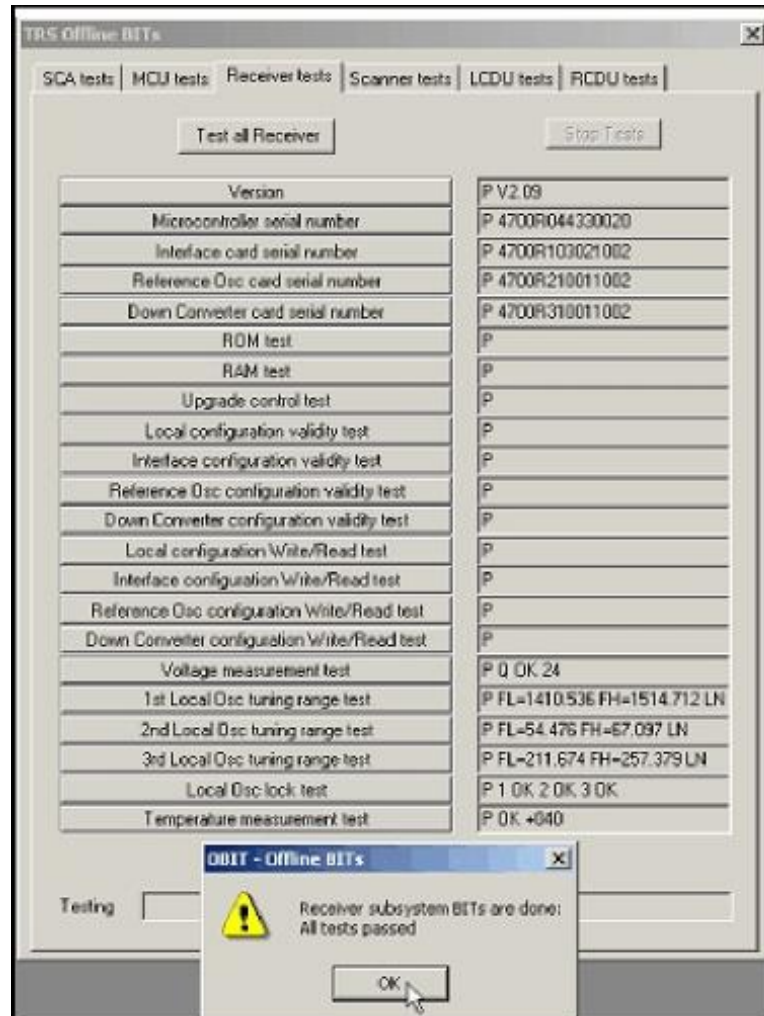 TRS Offline BITs
SCA tests MCU tests Receiver tests Scanner tests LCDU tests RCDU tests
Test all Receiver Stop Tests
Version P V2.09
Microcontroller serial number P 4700R044330020
Interface card serial number P 4700R103021002
Reference Osc card serial number P 4700R210011002
Down Converter card serial number P 4700R310011002
ROM test P
RAM test P
Upgrade control test P
Local configuration validity test P
Interface configuration validity test P
Reference Osc configuration validity test P
Down Converter configuration validity test P
Local configuration Write/Read test P
Interface configuration Write/Read test P
Reference Osc configuration Write/Read test P
Down Converter configuration Write/Read test P
Voltage measurement test P Q OK 24
1st Local Osc tuning range test P FL=1410.536 FH=1514.712 LN
2nd Local Osc tuning range test P FL=54.476 FH=67.097 LN
3rd Local Osc tuning range test P FL=211.674 FH=257.379 LN
Local Osc lock test P 1 OK 2 OK 3 OK
Temperature measurement test P OK +040
OBIT - Offline BITs
Testing
Receiver subsystem BITs are done:
All tests passed
OK